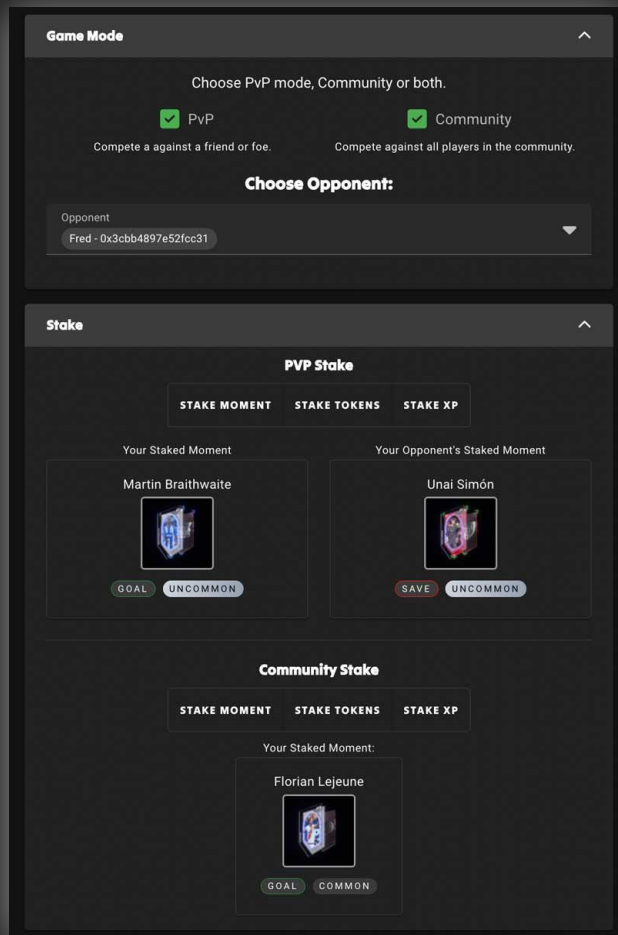 Game Mode
Choose PvP mode, Community or both.
PvP
Community
Compete a against a friend or foe.
Compete against all players in the community.
Choose Opponent:
Opponent
Fred - 0x3cbb4897e52fcc31
Stake
PVP Stake
STAKE MOMENT STAKE TOKENS STAKE XP
Your Staked Moment
Your Opponent's Staked Moment
Martin Braithwaite
Unai Simón
GOAL UNCOMMON
SAVE UNCOMMON
Community Stake
STAKE MOMENT STAKE TOKENS STAKE XP
Your Staked Moment:
Florian Lejeune
GOAL COMMON